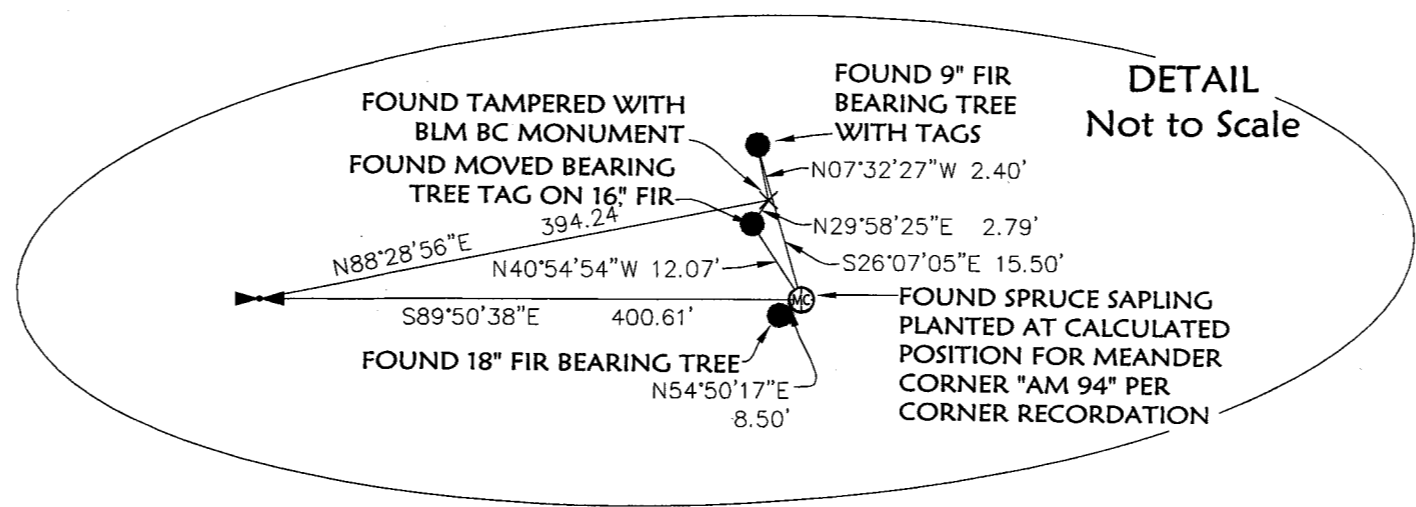 DETAIL
Not to Scale
FOUND 9" FIR
BEARING TREE
WITH TAGS
FOUND TAMPERED WITH
BLM BC MONUMENT
FOUND MOVED BEARING
TREE TAG ON 16" FIR
N07°32'27"W 2.40'
N29°58'25"E 2.79'
S26°07'05"E 15.50'
N88°28'56"E 394.24
N40°54'54"W 12.07'
MC
S89°50'38"E 400.61'
FOUND 18" FIR BEARING TREE
N54°50'17"E
8.50'
FOUND SPRUCE SAPLING
PLANTED AT CALCULATED
POSITION FOR MEANDER
CORNER "AM 94" PER
CORNER RECORDATION